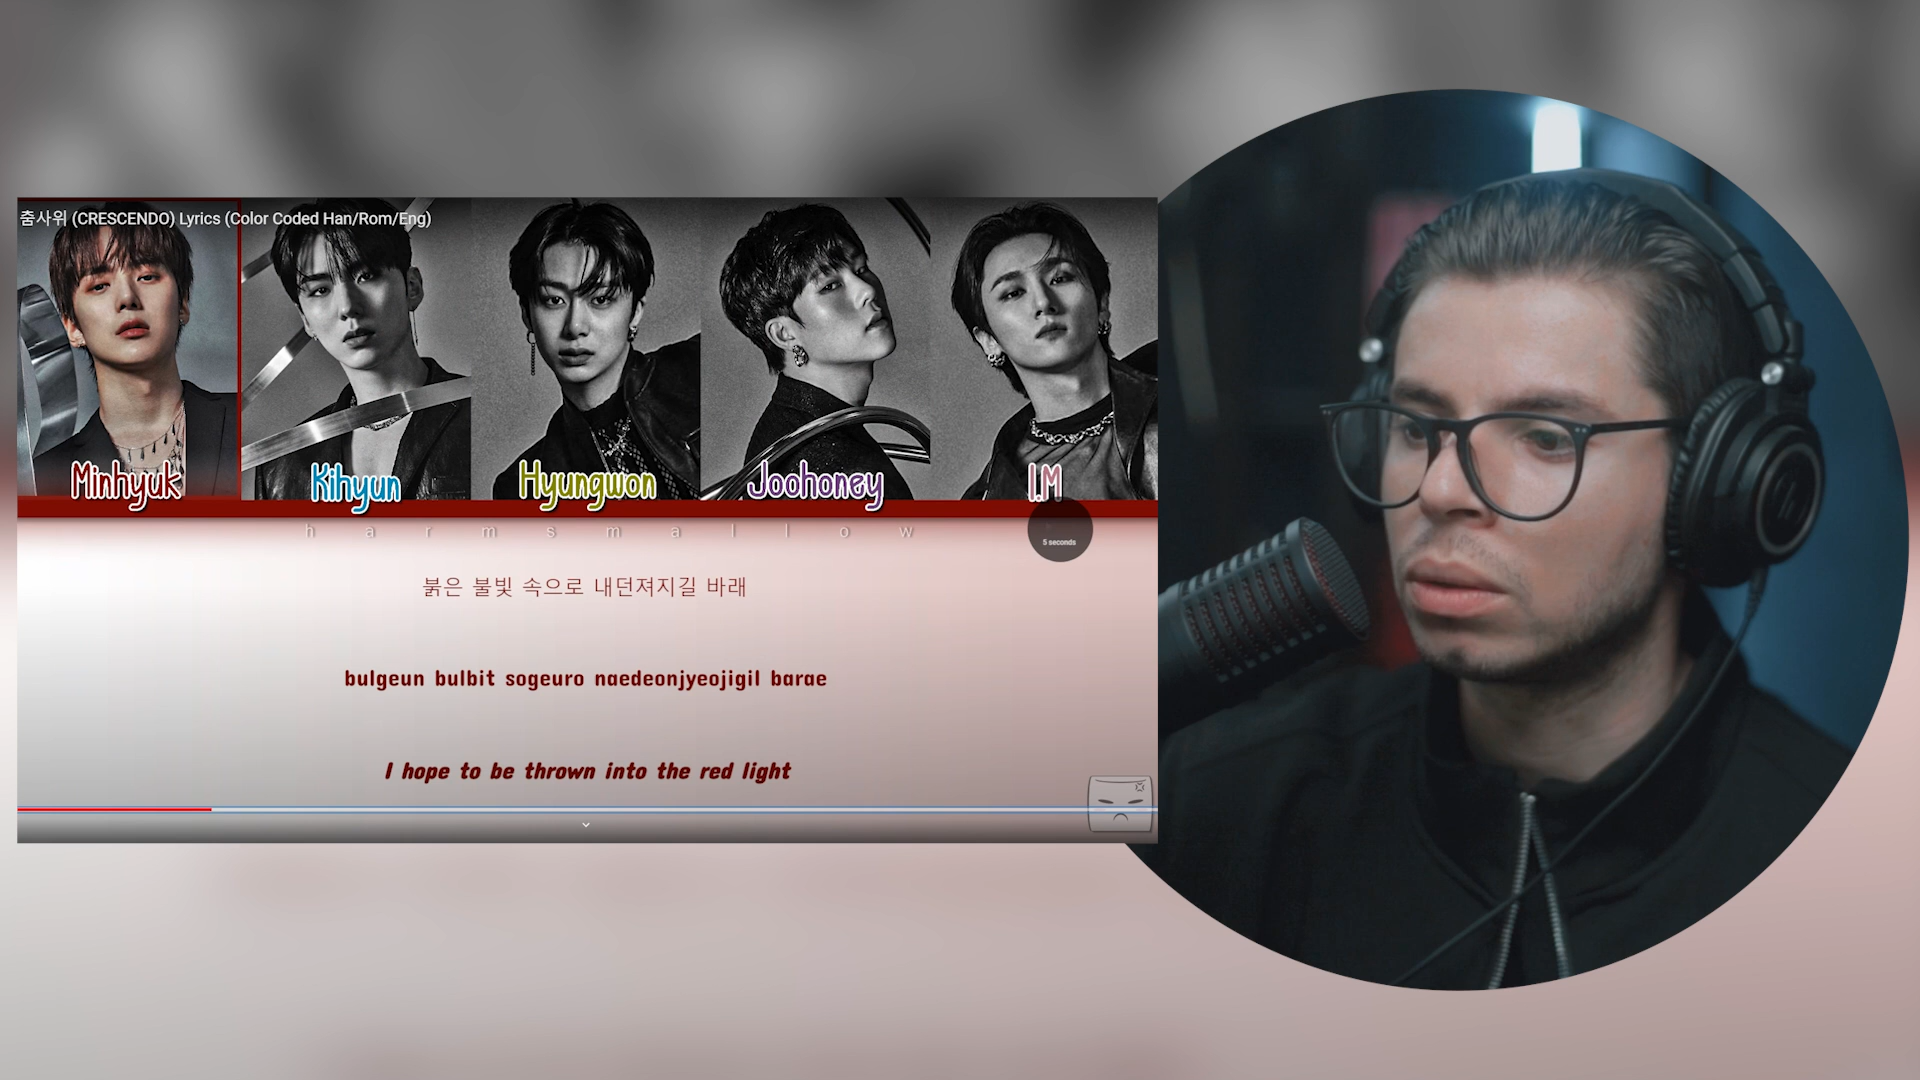 춤사위 (CRESCENDO) Lyrics (Color Coded Han/Rom/Eng)
Minhyuk
Kihyun
Hyungwon
Joohoney
I.M
harmsmallow
5 seconds
붉은 불빛 속으로 내던져지길 바래
bulgeun bulbit sogeuro naedeonjyeojigil barae
I hope to be thrown into the red light